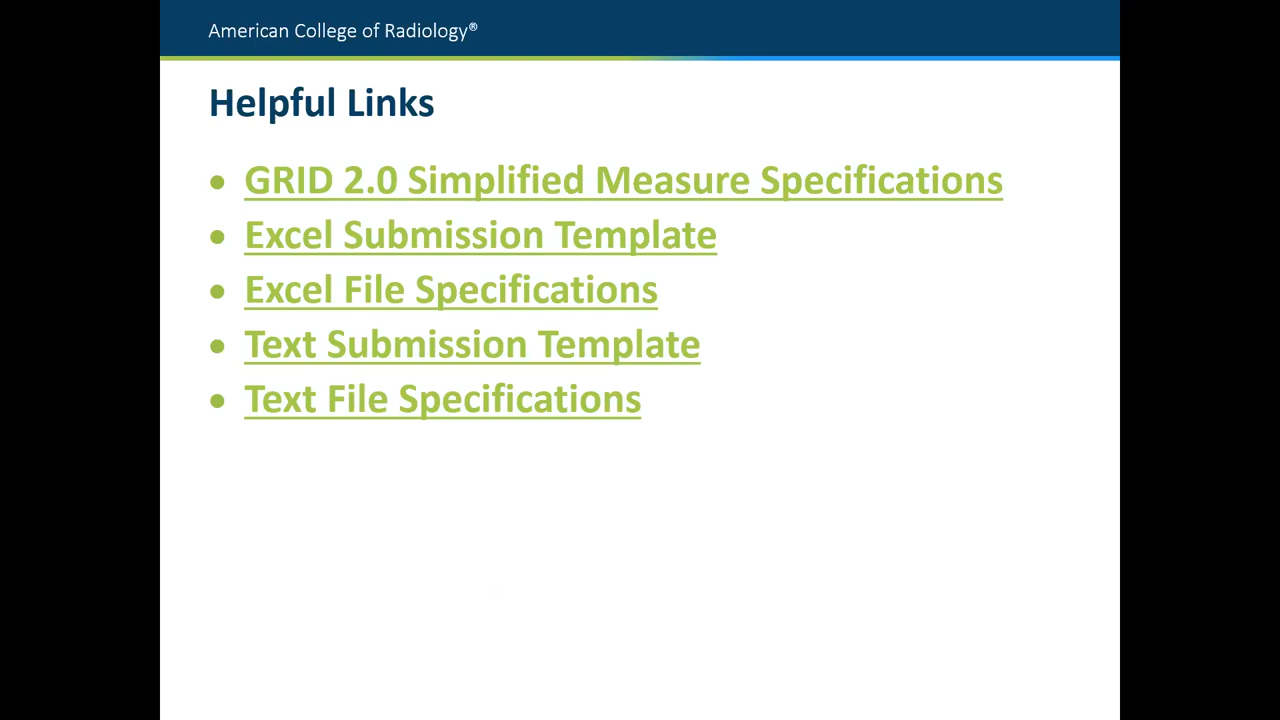 American College of Radiology®
Helpful Links
• GRID 2.0 Simplified Measure Specifications
• Excel Submission Template
• Excel File Specifications
• Text Submission Template
• Text File Specifications